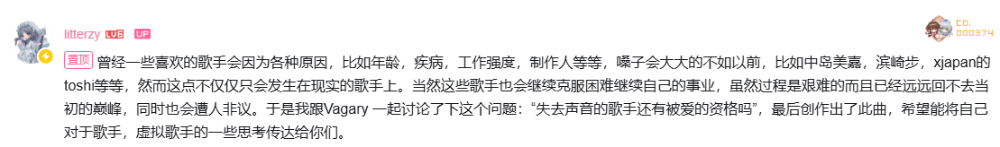 litterzy LV6 UP
CD.
000374
置顶 曾经一些喜欢的歌手会因为各种原因，比如年龄，疾病，工作强度，制作人等等，嗓子会大大的不如以前，比如中岛美嘉，滨崎步，xjapan的
toshi等等，然而这点不仅仅只会发生在现实的歌手上。当然这些歌手也会继续克服困难继续自己的事业，虽然过程是艰难的而且已经远远回不去当
初的巅峰，同时也会遭人非议。于是我跟Vagary 一起讨论了下这个问题：“失去声音的歌手还有被爱的资格吗”，最后创作出了此曲，希望能将自己
对于歌手，虚拟歌手的一些思考传达给你们。